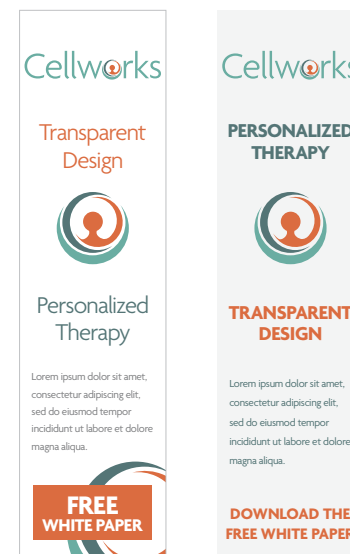 Cellworks
Transparent
Design
Personalized
Therapy
Lorem ipsum dolor sit amet,
consectetur adipiscing elit,
sed do eiusmod tempor
incididunt ut labore et dolore
magna aliqua.
FREE
WHITE PAPER
Cellworks
PERSONALIZED
THERAPY
TRANSPARENT
DESIGN
Lorem ipsum dolor sit amet,
consectetur adipiscing elit,
sed do eiusmod tempor
incididunt ut labore et dolore
magna aliqua.
DOWNLOAD THE
FREE WHITE PAPER